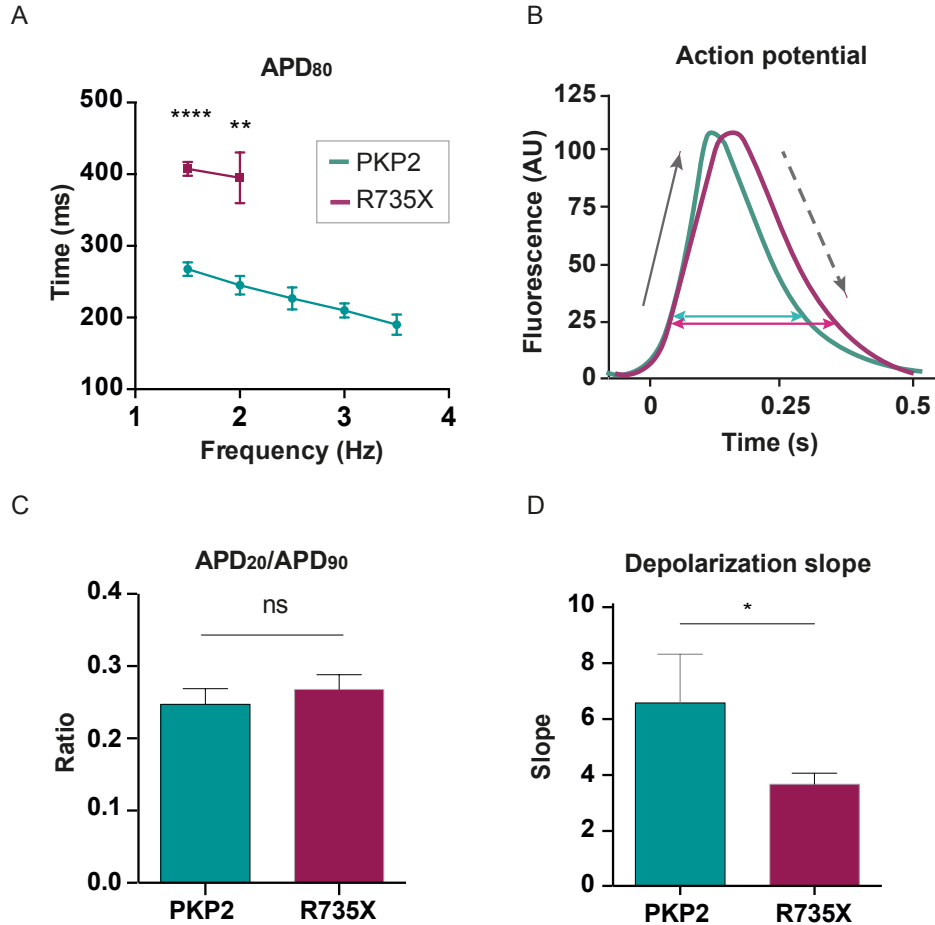 A
APD80
Time (ms)
500
400
300
200
100
****
**
PKP2
R735X
1
2
3
4
Frequency (Hz)
B
Action potential
Fluorescence (AU)
125
100
75
50
25
0
0
0.25
0.5
Time (s)
C
APD20/APD90
ns
Ratio
0.4
0.3
0.2
0.1
0.0
PKP2
R735X
D
Depolarization slope
*
Slope
10
8
6
4
2
0
PKP2
R735X